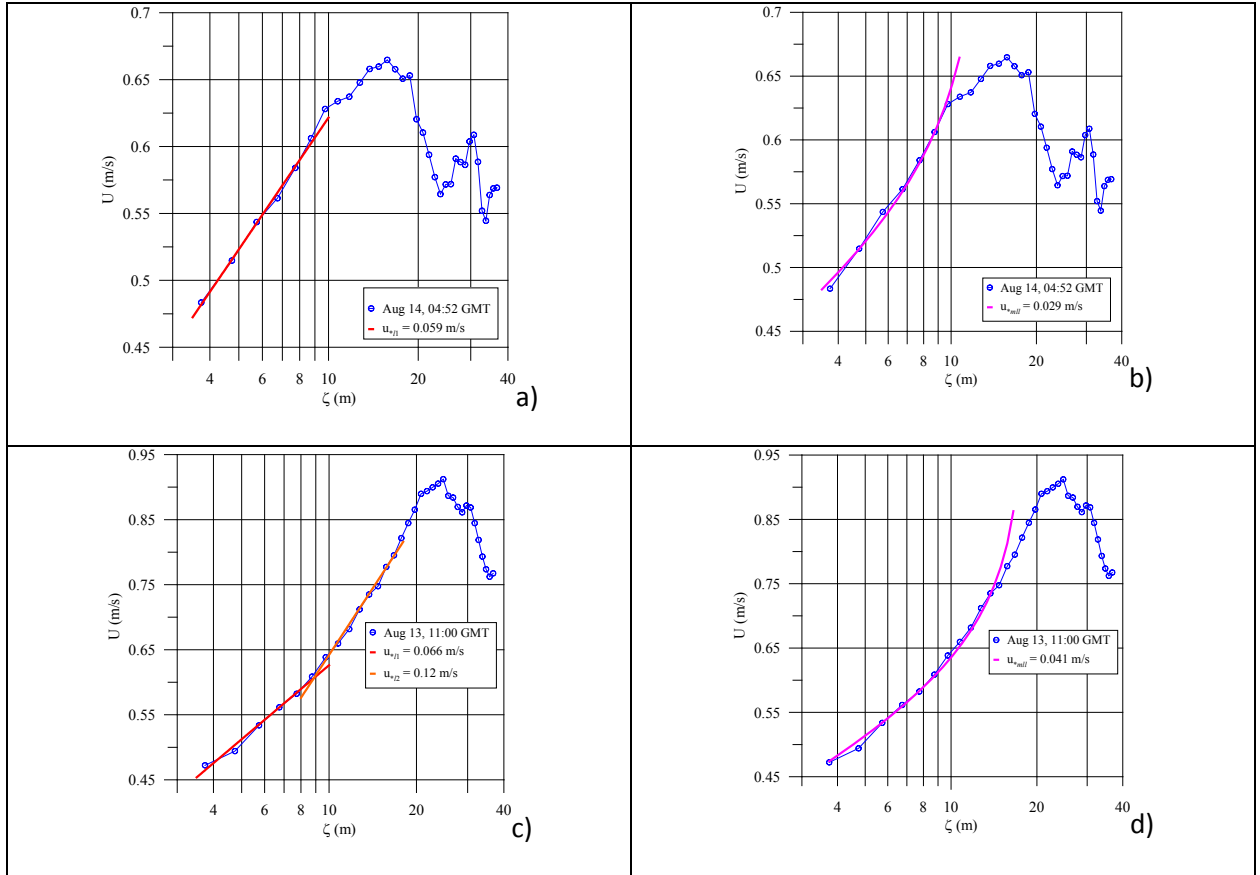 0.7
0.65
0.6
0.55
0.5
0.45
U (m/s)
Aug 14, 04:52 GMT
u*l1 = 0.059 m/s
4 6 8 10 20 40
ζ (m)
a)
0.7
0.65
0.6
0.55
0.5
0.45
U (m/s)
Aug 14, 04:52 GMT
u*mll = 0.029 m/s
4 6 8 10 20 40
ζ (m)
b)
0.95
0.85
0.75
0.65
0.55
0.45
U (m/s)
Aug 13, 11:00 GMT
u*l1 = 0.066 m/s
u*l2 = 0.12 m/s
4 6 8 10 20 40
ζ (m)
c)
0.95
0.85
0.75
0.65
0.55
0.45
U (m/s)
Aug 13, 11:00 GMT
u*mll = 0.041 m/s
4 6 8 10 20 40
ζ (m)
d)